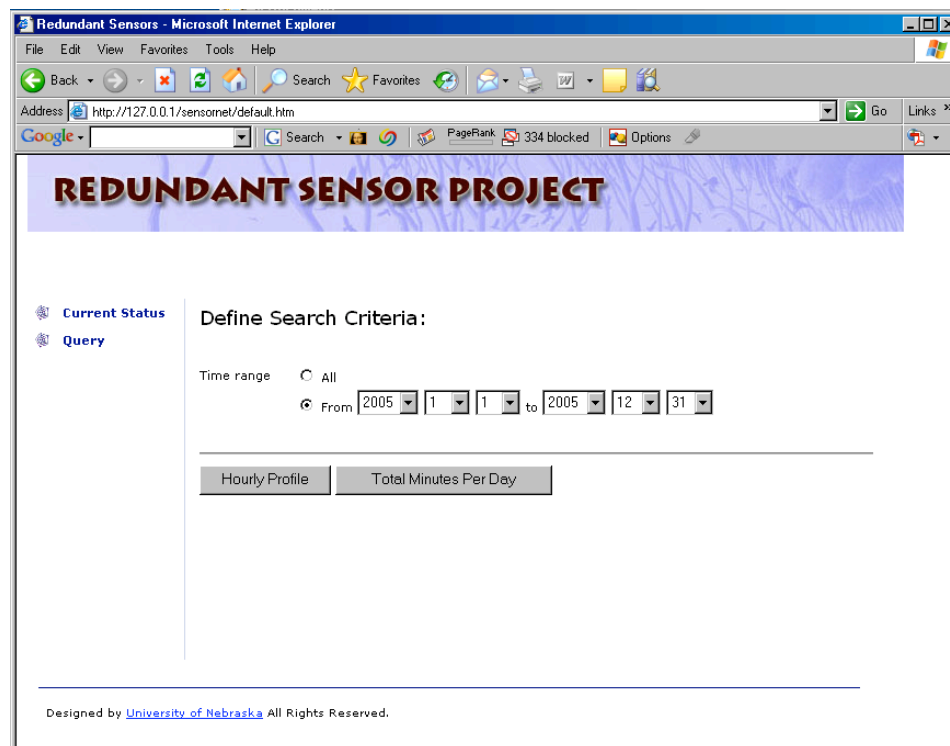 Redundant Sensors - Microsoft Internet Explorer
File Edit View Favorites Tools Help
Back Search Favorites
Address http://127.0.0.1/sensornet/default.htm Go Links »
Google Search PageRank 334 blocked Options
REDUNDANT SENSOR PROJECT
Current Status
Query
Define Search Criteria:
Time range All
From 2005 1 1 to 2005 12 31
Hourly Profile Total Minutes Per Day
Designed by University of Nebraska All Rights Reserved.